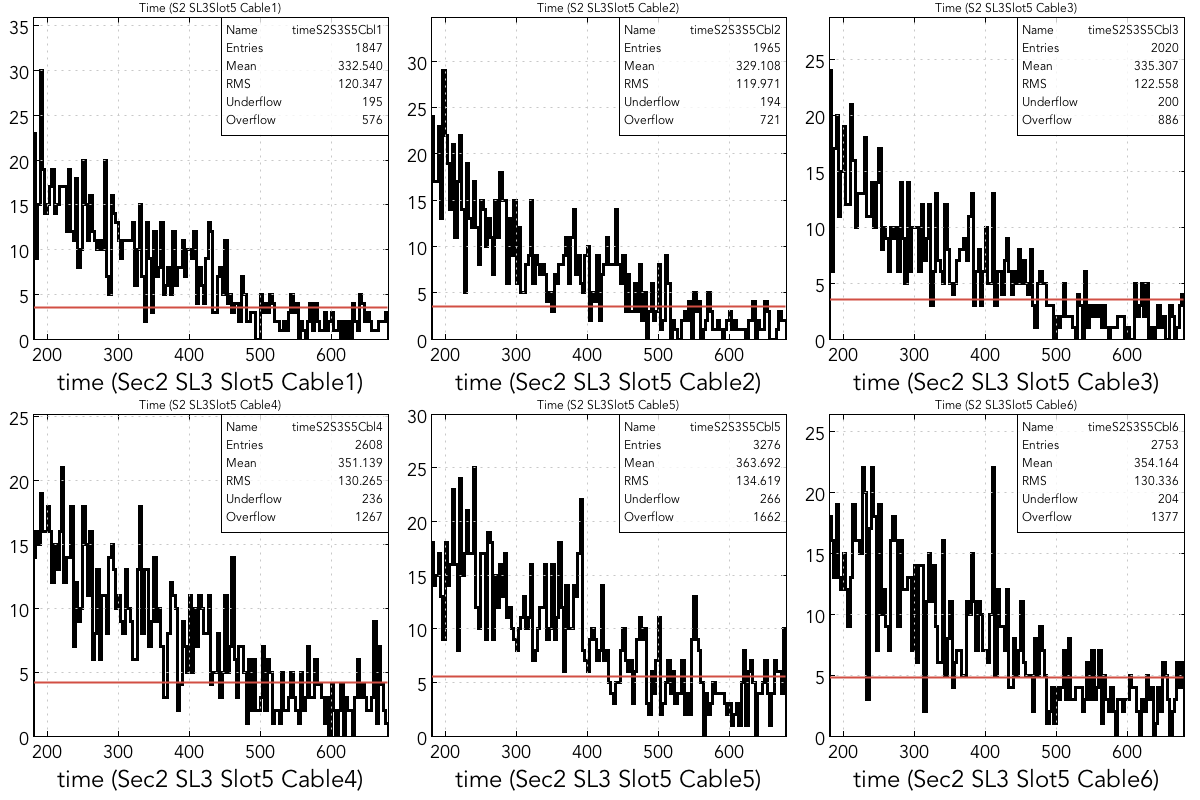 Time (S2 SL3Slot5 Cable1)
Name timeS2S3S5Cbl1
Entries 1847
Mean 332.540
RMS 120.347
Underflow 195
Overflow 576
35
30
25
20
15
10
5
0
200 300 400 500 600
time (Sec2 SL3 Slot5 Cable1)
Time (S2 SL3Slot5 Cable2)
Name timeS2S3S5Cbl2
Entries 1965
Mean 329.108
RMS 119.971
Underflow 194
Overflow 721
30
25
20
15
10
5
0
200 300 400 500 600
time (Sec2 SL3 Slot5 Cable2)
Time (S2 SL3Slot5 Cable3)
Name timeS2S3S5Cbl3
Entries 2020
Mean 335.307
RMS 122.558
Underflow 200
Overflow 886
25
20
15
10
5
0
200 300 400 500 600
time (Sec2 SL3 Slot5 Cable3)
Time (S2 SL3Slot5 Cable4)
Name timeS2S3S5Cbl4
Entries 2608
Mean 351.139
RMS 130.265
Underflow 236
Overflow 1267
25
20
15
10
5
0
200 300 400 500 600
time (Sec2 SL3 Slot5 Cable4)
Time (S2 SL3Slot5 Cable5)
Name timeS2S3S5Cbl5
Entries 3276
Mean 363.692
RMS 134.619
Underflow 266
Overflow 1662
30
25
20
15
10
5
0
200 300 400 500 600
time (Sec2 SL3 Slot5 Cable5)
Time (S2 SL3Slot5 Cable6)
Name timeS2S3S5Cbl6
Entries 2753
Mean 354.164
RMS 130.336
Underflow 204
Overflow 1377
25
20
15
10
5
0
200 300 400 500 600
time (Sec2 SL3 Slot5 Cable6)